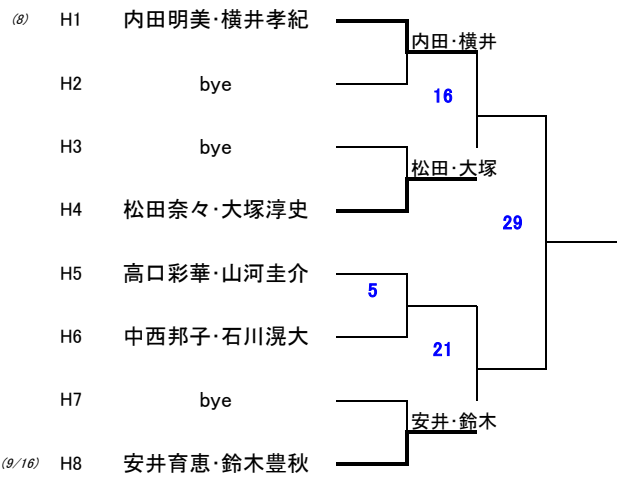 (8) H1 内田明美・横井孝紀
内田・横井
H2 bye
16
H3 bye
松田・大塚
H4 松田奈々・大塚淳史
29
H5 高口彩華・山河圭介
5
H6 中西邦子・石川滉大
21
H7 bye
安井・鈴木
(9/16) H8 安井育恵・鈴木豊秋